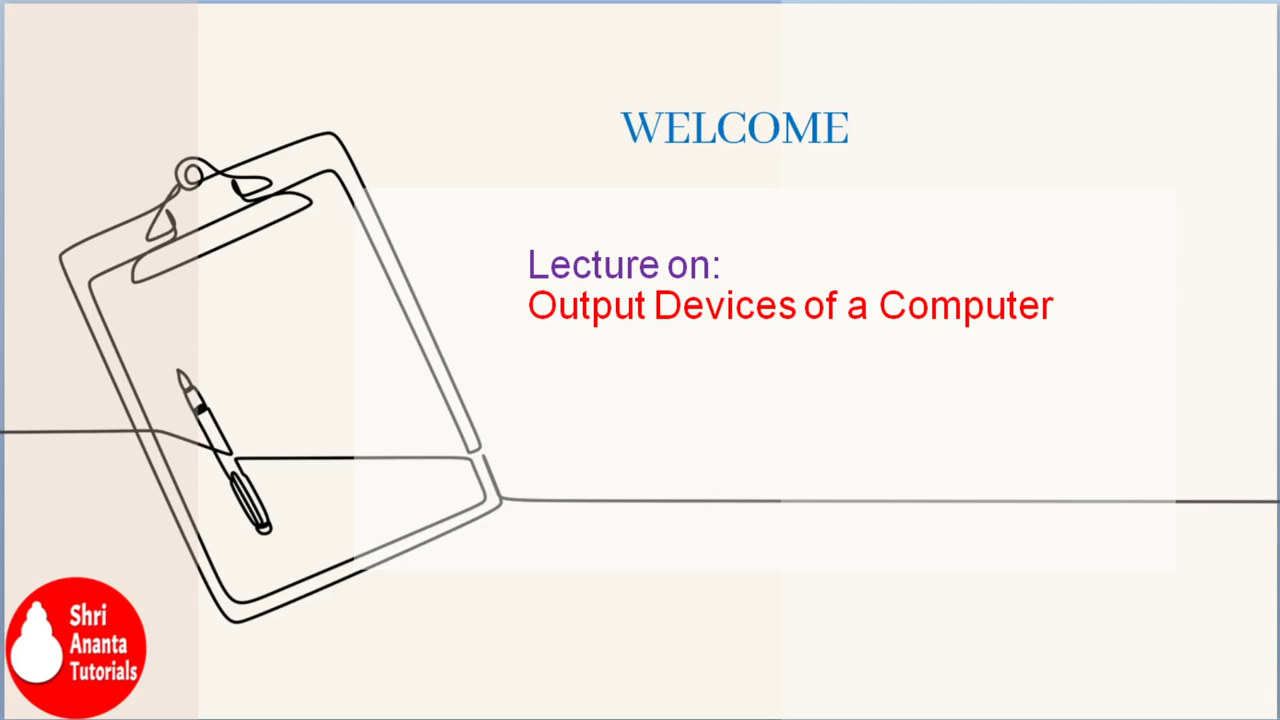 WELCOME
Lecture on:
Output Devices of a Computer
Shri
Ananta
Tutorials